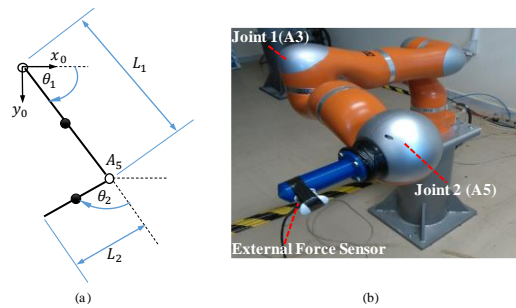 (a)
x₀
θ₁
y₀
L₁
A₅
θ₂
L₂
(a)
Joint 1(A3)
Joint 2 (A5)
External Force Sensor
(b)